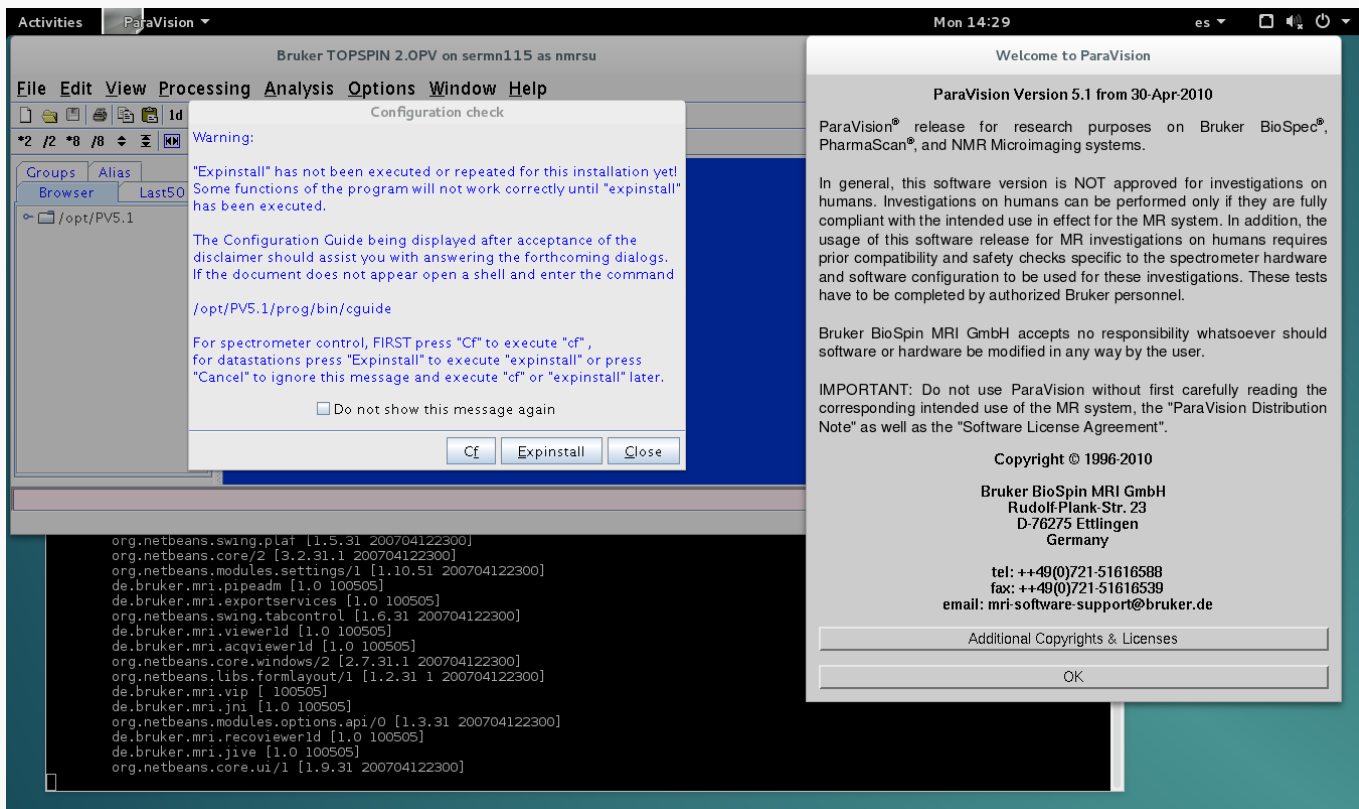 Activities ParaVision Mon 14:29 es
Bruker TOPSPIN 2.0PV on sermn115 as nmrsu
File Edit View Processing Analysis Options Window Help
1d
*2 /2 *8 /8
Groups Alias
Browser Last50
/opt/PV5.1
Configuration check
Warning:
"Expinstall" has not been executed or repeated for this installation yet!
Some functions of the program will not work correctly until "expinstall"
has been executed.
The Configuration Guide being displayed after acceptance of the
disclaimer should assist you with answering the forthcoming dialogs.
If the document does not appear open a shell and enter the command
/opt/PV5.1/prog/bin/cguide
For spectrometer control, FIRST press "Cf" to execute "cf" ,
for datastations press "Expinstall" to execute "expinstall" or press
"Cancel" to ignore this message and execute "cf" or "expinstall" later.
Do not show this message again
Cf Expinstall Close
org.netbeans.swing.plaf [1.5.31 200704122300]
org.netbeans.core/2 [3.2.31.1 200704122300]
org.netbeans.modules.settings/1 [1.10.51 200704122300]
de.bruker.mri.pipeadm [1.0 100505]
de.bruker.mri.exportservices [1.0 100505]
org.netbeans.swing.tabcontrol [1.6.31 200704122300]
de.bruker.mri.viewer1d [1.0 100505]
de.bruker.mri.acqviewer1d [1.0 100505]
org.netbeans.core.windows/2 [2.7.31.1 200704122300]
org.netbeans.libs.formlayout/1 [1.2.31 1 200704122300]
de.bruker.mri.vip [ 100505]
de.bruker.mri.jni [1.0 100505]
org.netbeans.modules.options.api/0 [1.3.31 200704122300]
de.bruker.mri.recoviewer1d [1.0 100505]
de.bruker.mri.jive [1.0 100505]
org.netbeans.core.ui/1 [1.9.31 200704122300]
Welcome to ParaVision
ParaVision Version 5.1 from 30-Apr-2010
ParaVision® release for research purposes on Bruker BioSpec®,
PharmaScan®, and NMR Microimaging systems.
In general, this software version is NOT approved for investigations on
humans. Investigations on humans can be performed only if they are fully
compliant with the intended use in effect for the MR system. In addition, the
usage of this software release for MR investigations on humans requires
prior compatibility and safety checks specific to the spectrometer hardware
and software configuration to be used for these investigations. These tests
have to be completed by authorized Bruker personnel.
Bruker BioSpin MRI GmbH accepts no responsibility whatsoever should
software or hardware be modified in any way by the user.
IMPORTANT: Do not use ParaVision without first carefully reading the
corresponding intended use of the MR system, the "ParaVision Distribution
Note" as well as the "Software License Agreement".
Copyright © 1996-2010
Bruker BioSpin MRI GmbH
Rudolf-Plank-Str. 23
D-76275 Ettlingen
Germany
tel: ++49(0)721-51616588
fax: ++49(0)721-51616539
email: mri-software-support@bruker.de
Additional Copyrights & Licenses
OK